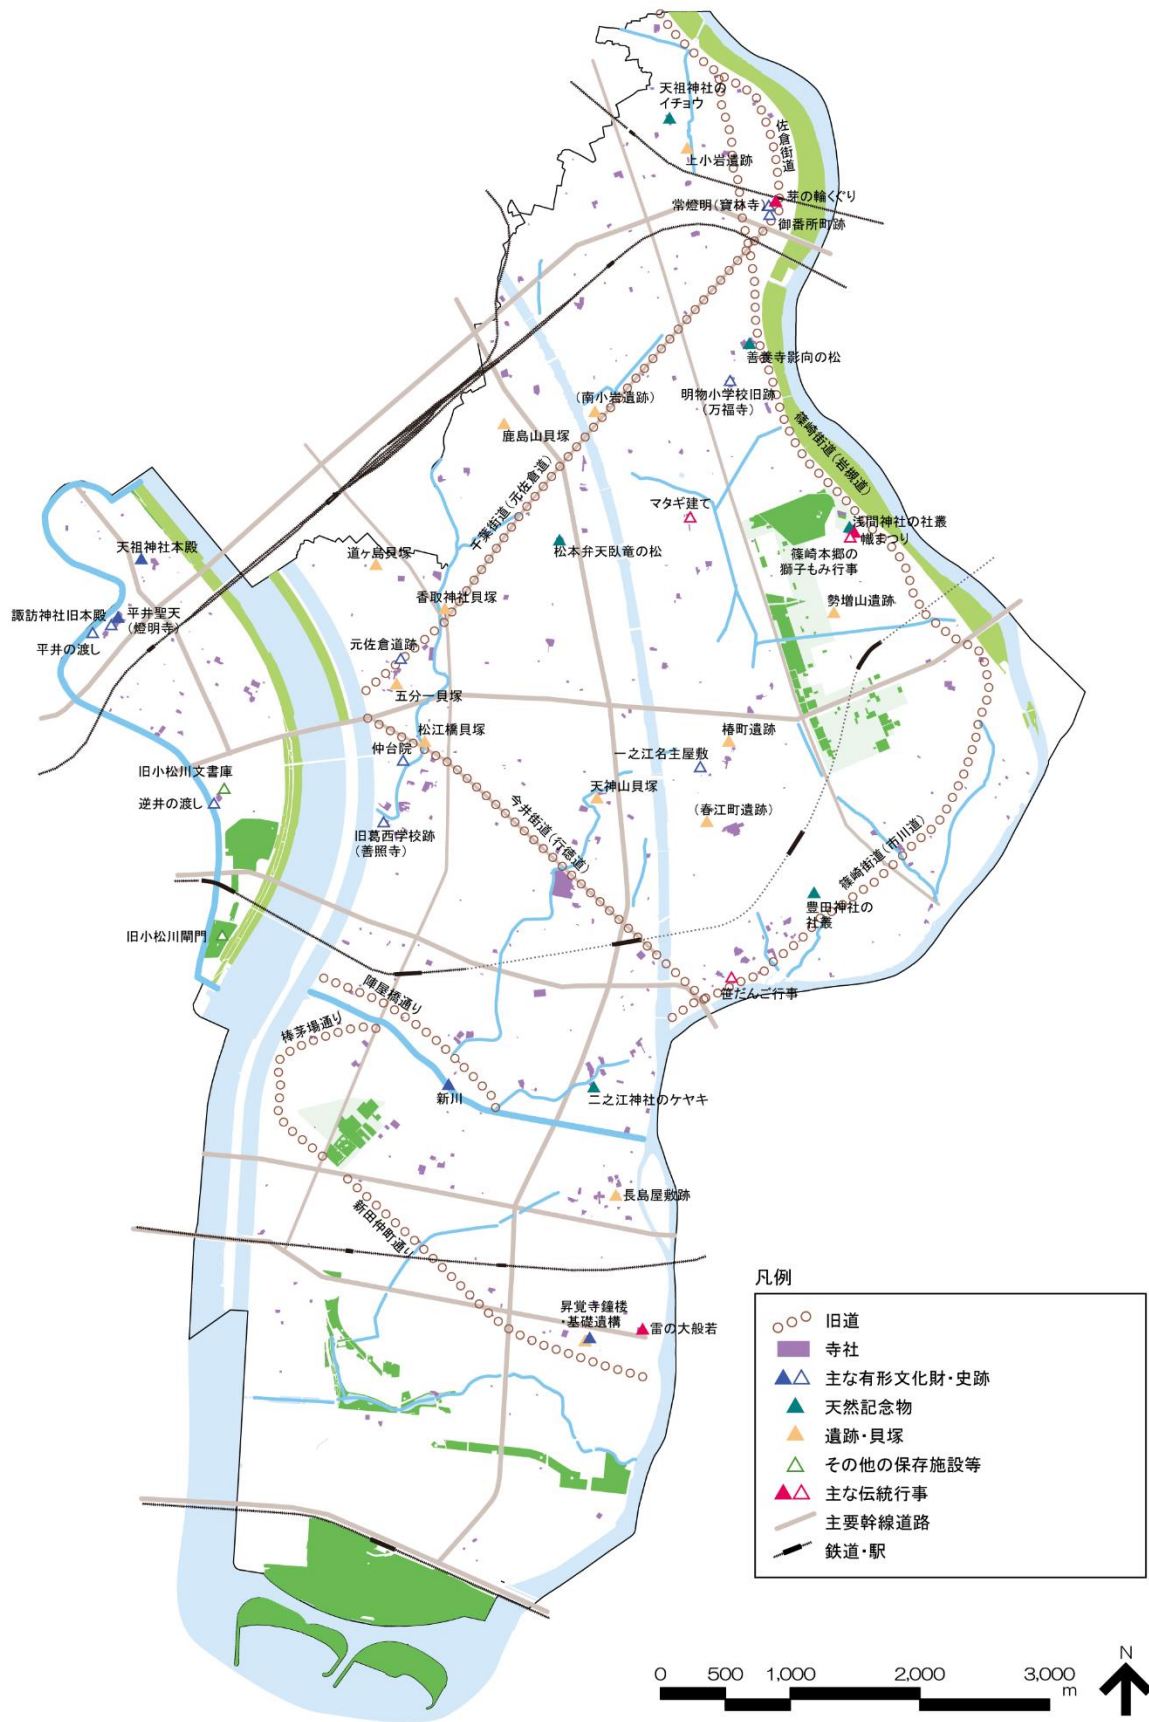 天祖神社の
イチョウ
上小岩遺跡
佐倉街道
芽の輪くぐり
常燈明(寶林寺)
御番所町跡
善養寺影向の松
(南小岩遺跡)
明物小学校旧跡
(万福寺)
鹿島山貝塚
篠崎街道(岩槻道)
千葉街道(元佐倉道)
マタギ建て
浅間神社の社叢
幟まつり
篠崎本郷の
獅子もみ行事
松本弁天臥竜の松
天祖神社本殿
道ヶ島貝塚
香取神社貝塚
勢増山遺跡
諏訪神社旧本殿
平井聖天
(燈明寺)
平井の渡し
元佐倉道跡
五分一貝塚
松江橋貝塚
仲台院
椿町遺跡
一之江名主屋敷
旧小松川文書庫
逆井の渡し
天神山貝塚
(春江町遺跡)
旧葛西学校跡
(善照寺)
今井街道(行徳道)
篠崎街道(市川道)
豊田神社の
社叢
旧小松川閘門
笹だんご行事
陣屋橋通り
棒茅場通り
新川
二之江神社のケヤキ
長島屋敷跡
新田仲町通り
昇覚寺鐘楼
・基礎遺構
雷の大般若
凡例
旧道
寺社
主な有形文化財・史跡
天然記念物
遺跡・貝塚
その他の保存施設等
主な伝統行事
主要幹線道路
鉄道・駅
0 500 1,000 2,000 3,000
m
N